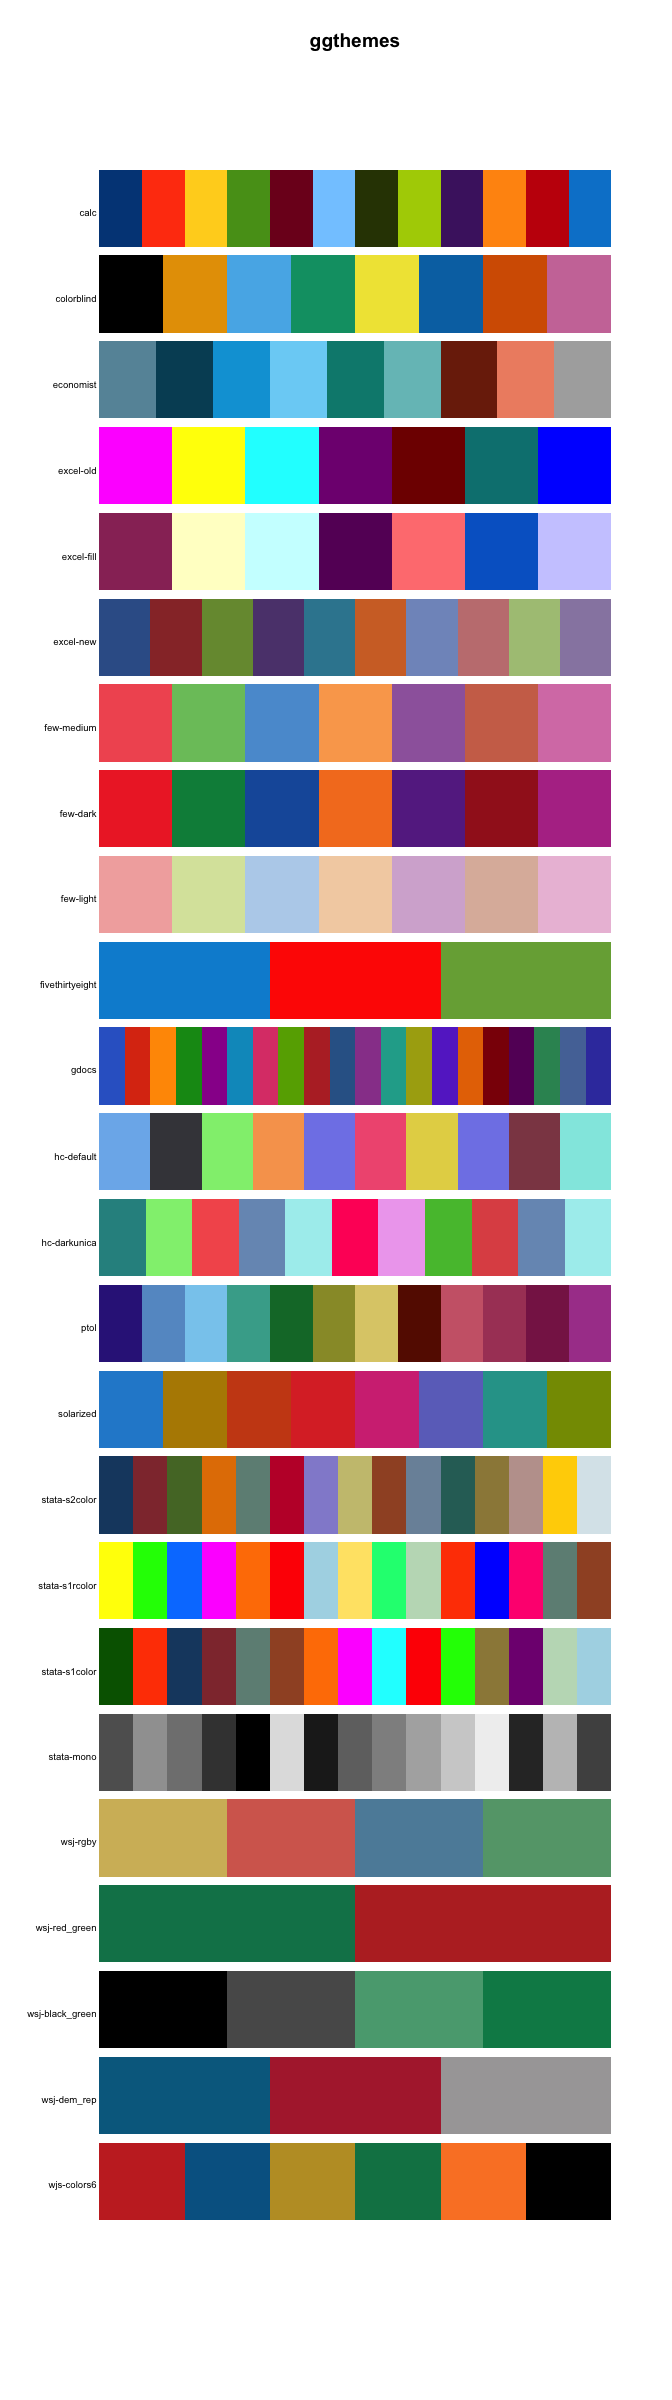 ggthemes
calc
colorblind
economist
excel-old
excel-fill
excel-new
few-medium
few-dark
few-light
fivethirtyeight
gdocs
hc-default
hc-darkunica
ptol
solarized
stata-s2color
stata-s1rcolor
stata-s1color
stata-mono
wsj-rgby
wsj-red_green
wsj-black_green
wsj-dem_rep
wjs-colors6